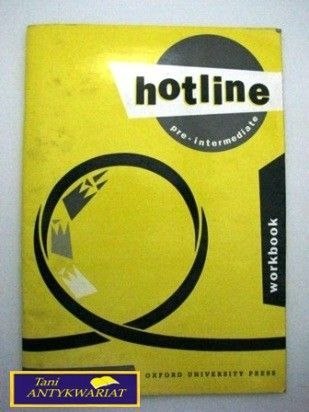 hotline
pre-intermediate
workbook
OXFORD UNIVERSITY PRESS
Tani
ANTYKWARIAT